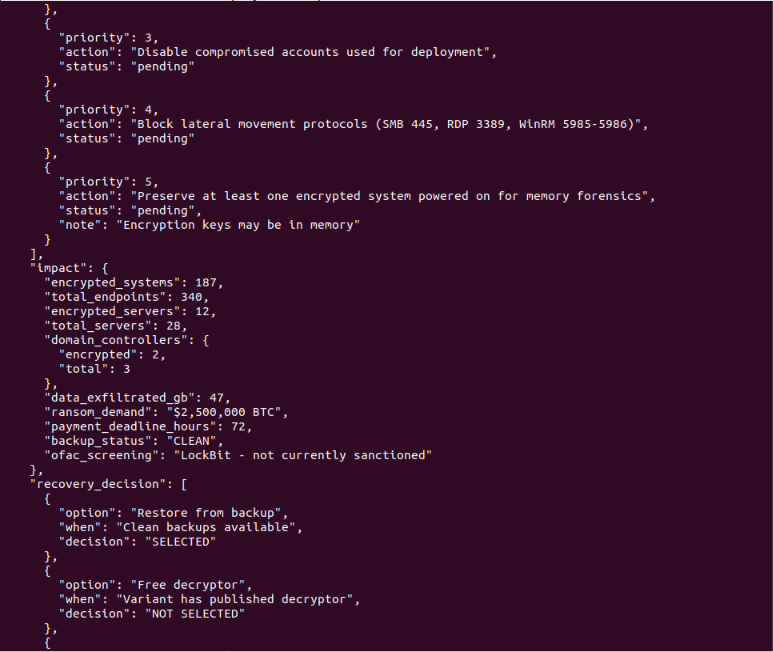 },
{
"priority": 3,
"action": "Disable compromised accounts used for deployment",
"status": "pending"
},
{
"priority": 4,
"action": "Block lateral movement protocols (SMB 445, RDP 3389, WinRM 5985-5986)",
"status": "pending"
},
{
"priority": 5,
"action": "Preserve at least one encrypted system powered on for memory forensics",
"status": "pending",
"note": "Encryption keys may be in memory"
}
],
"impact": {
"encrypted_systems": 187,
"total_endpoints": 340,
"encrypted_servers": 12,
"total_servers": 28,
"domain_controllers": {
"encrypted": 2,
"total": 3
},
"data_exfiltrated_gb": 47,
"ransom_demand": "$2,500,000 BTC",
"payment_deadline_hours": 72,
"backup_status": "CLEAN",
"ofac_screening": "LockBit - not currently sanctioned"
},
"recovery_decision": [
{
"option": "Restore from backup",
"when": "Clean backups available",
"decision": "SELECTED"
},
{
"option": "Free decryptor",
"when": "Variant has published decryptor",
"decision": "NOT SELECTED"
},
{